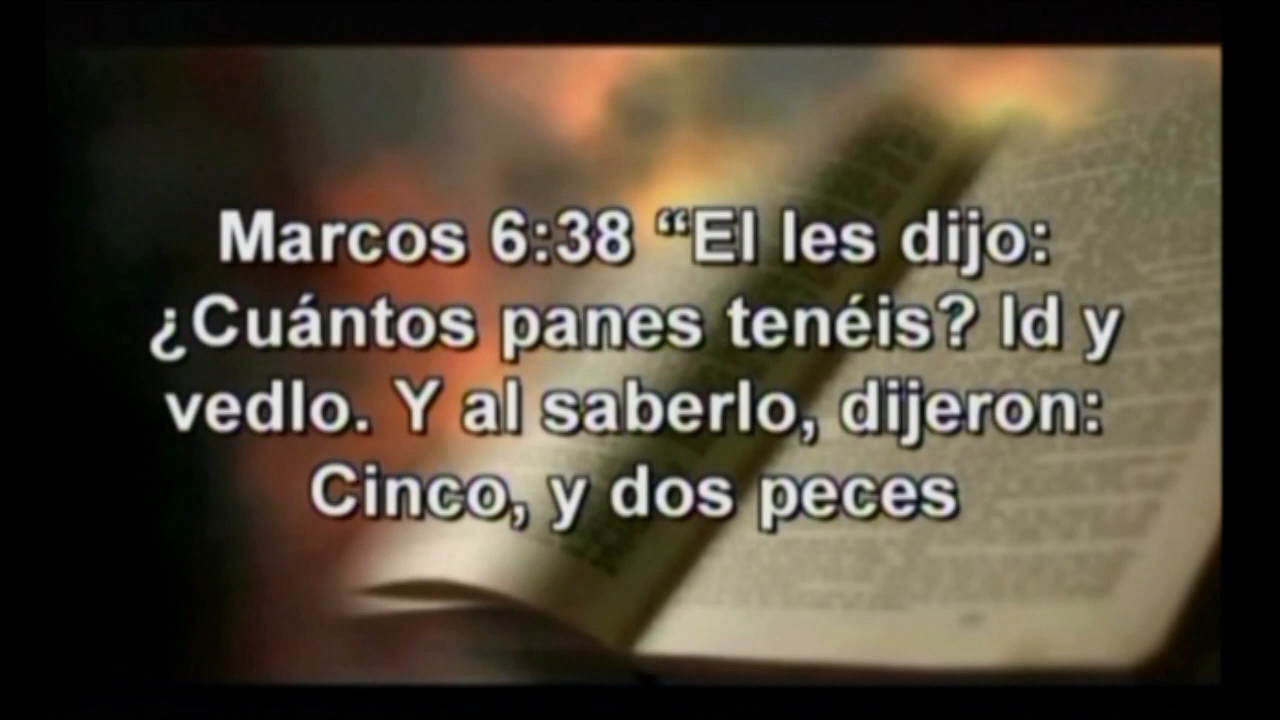 Marcos 6:38 “El les dijo:
¿Cuántos panes tenéis? Id y
vedlo. Y al saberlo, dijeron:
Cinco, y dos peces